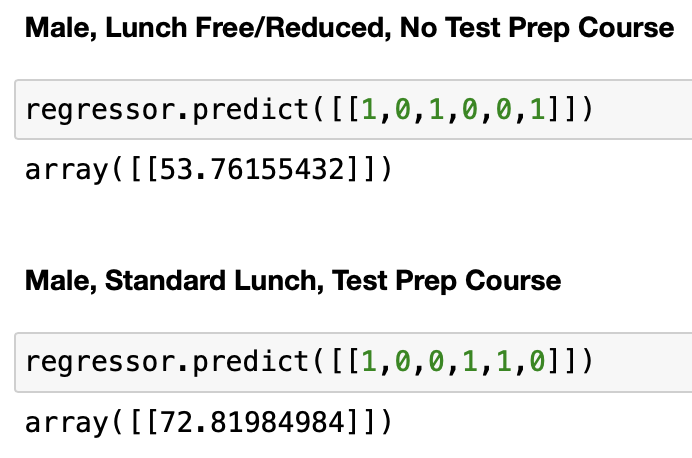 Male, Lunch Free/Reduced, No Test Prep Course
regressor.predict([[1,0,1,0,0,1]])
array([[53.76155432]])
Male, Standard Lunch, Test Prep Course
regressor.predict([[1,0,0,1,1,0]])
array([[72.81984984]])